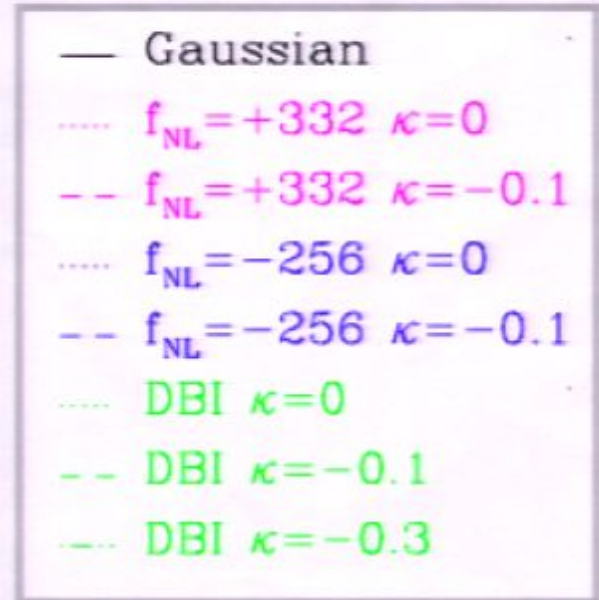 Gaussian
f_NL=+332 κ=0
f_NL=+332 κ=−0.1
f_NL=−256 κ=0
f_NL=−256 κ=−0.1
DBI κ=0
DBI κ=−0.1
DBI κ=−0.3